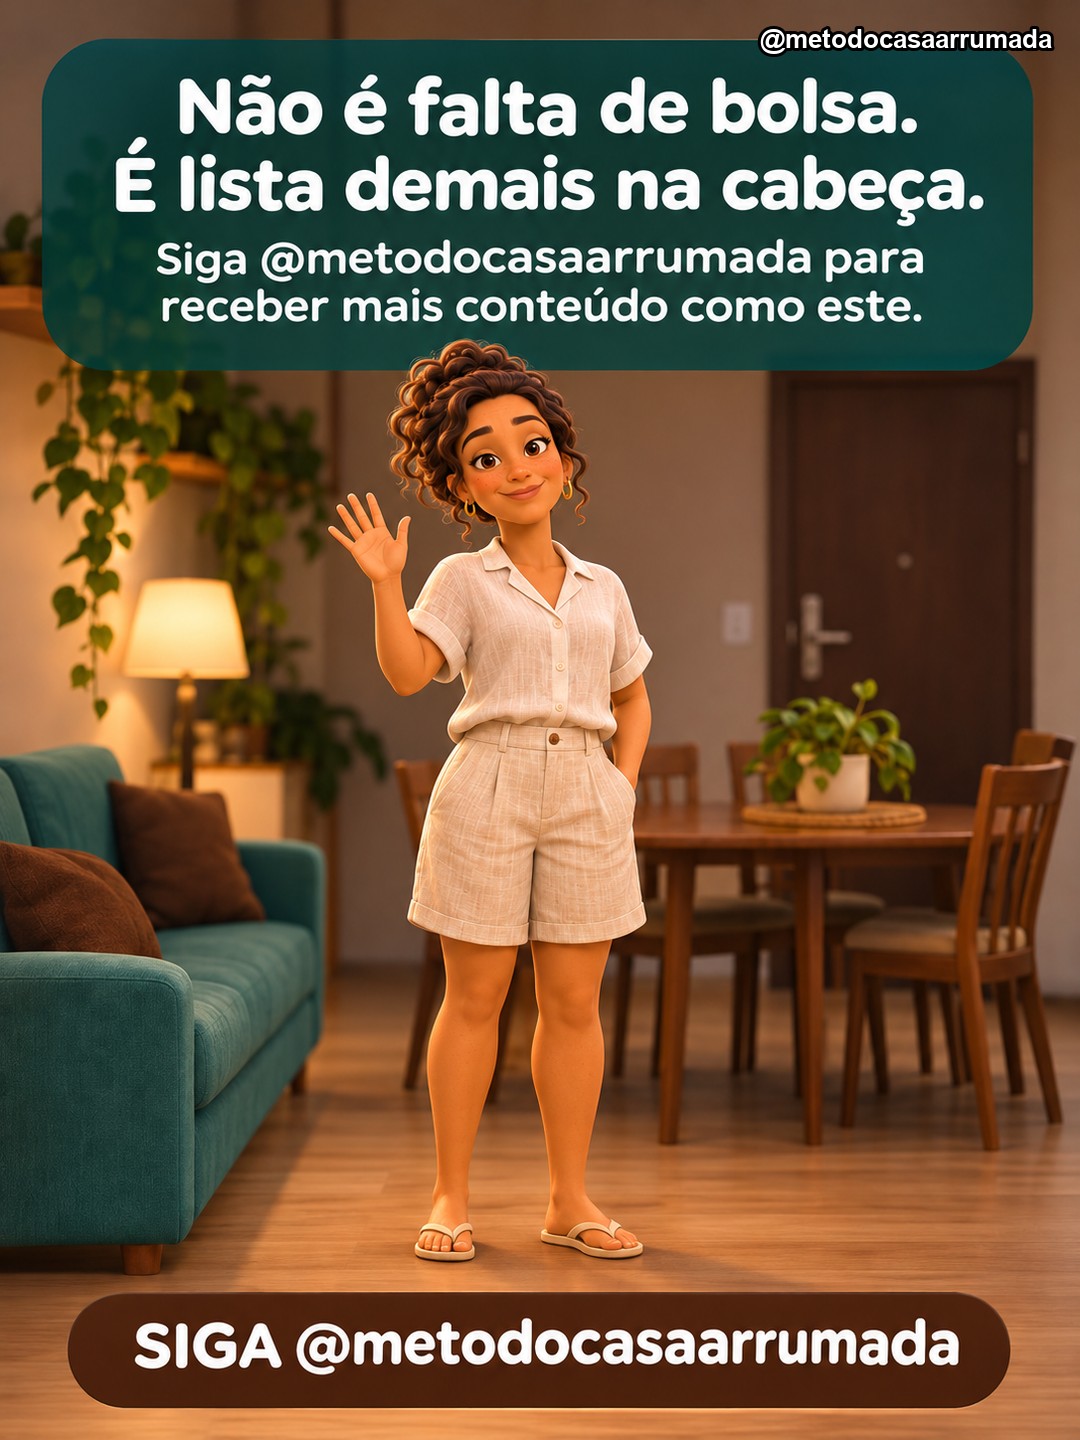 @metodocasaarrumada
Não é falta de bolsa.
É lista demais na cabeça.
Siga @metodocasaarrumada para
receber mais conteúdo como este.
SIGA @metodocasaarrumada